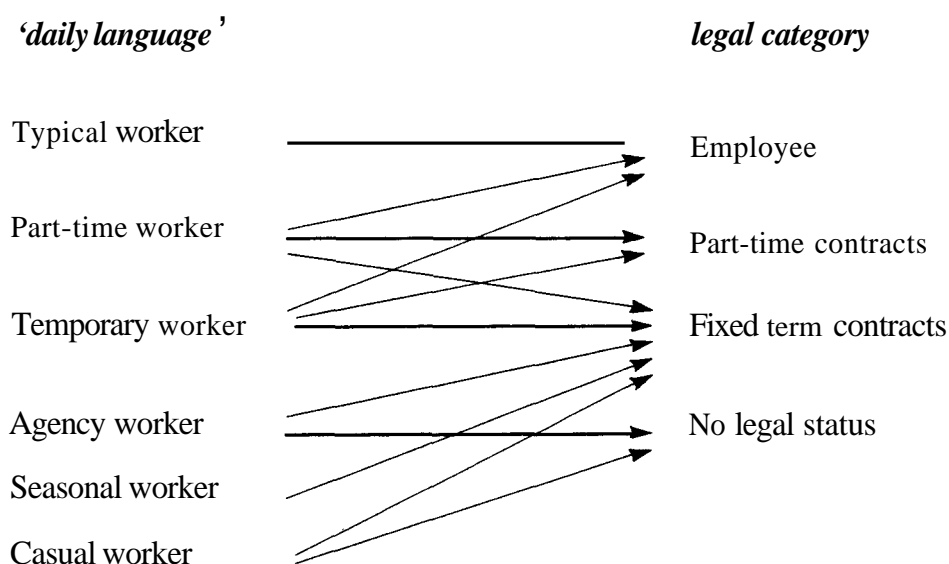 ‘daily language’ legal category
Typical worker Employee
Part-time worker Part-time contracts
Temporary worker Fixed term contracts
Agency worker No legal status
Seasonal worker
Casual worker